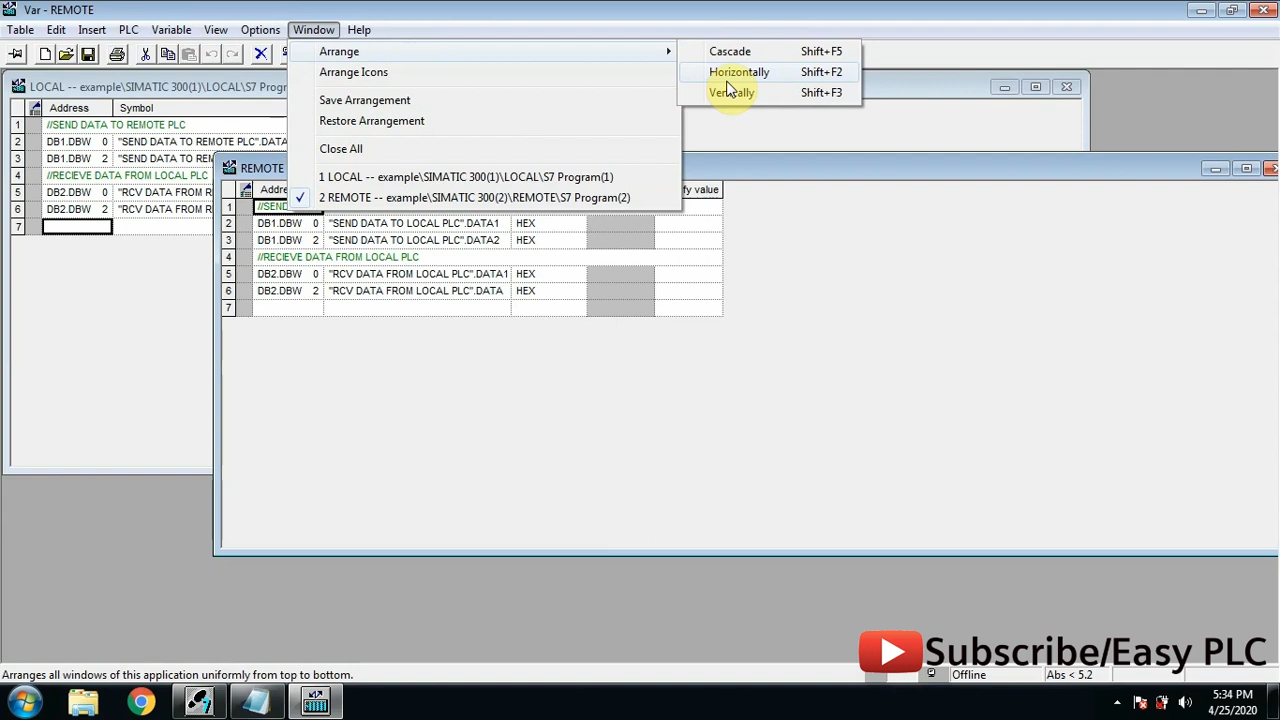 Var - REMOTE
Table Edit Insert PLC Variable View Options Window Help
Arrange
Cascade Shift+F5
Arrange Icons
Horizontally Shift+F2
Vertically Shift+F3
Save Arrangement
Restore Arrangement
Close All
1 LOCAL -- example\SIMATIC 300(1)\LOCAL\S7 Program(1)
2 REMOTE -- example\SIMATIC 300(2)\REMOTE\S7 Program(2)
LOCAL -- example\SIMATIC 300(1)\LOCAL\S7 Progr
Address Symbol
1 //SEND DATA TO REMOTE PLC
2 DB1.DBW 0 "SEND DATA TO REMOTE PLC".DATA
3 DB1.DBW 2 "SEND DATA TO REM
4 //RECIEVE DATA FROM LOCAL PLC
5 DB2.DBW 0 "RCV DATA FROM R
6 DB2.DBW 2 "RCV DATA FROM R
7
REMOTE
Addre fy value
1 //SEND
2 DB1.DBW 0 "SEND DATA TO LOCAL PLC".DATA1 HEX
3 DB1.DBW 2 "SEND DATA TO LOCAL PLC".DATA2 HEX
4 //RECIEVE DATA FROM LOCAL PLC
5 DB2.DBW 0 "RCV DATA FROM LOCAL PLC".DATA1 HEX
6 DB2.DBW 2 "RCV DATA FROM LOCAL PLC".DATA HEX
7
Subscribe/Easy PLC
Arranges all windows of this application uniformly from top to bottom.
Offline Abs < 5.2
5:34 PM
4/25/2020